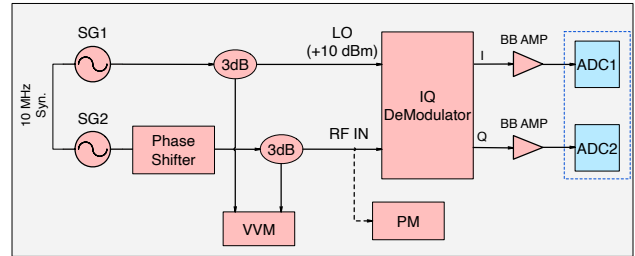 SG1
LO
(+10 dBm)
3dB
I
BB AMP
ADC1
10 MHz
Syn.
IQ
DeModulator
SG2
Phase
Shifter
3dB
RF IN
Q
BB AMP
ADC2
VVM
PM